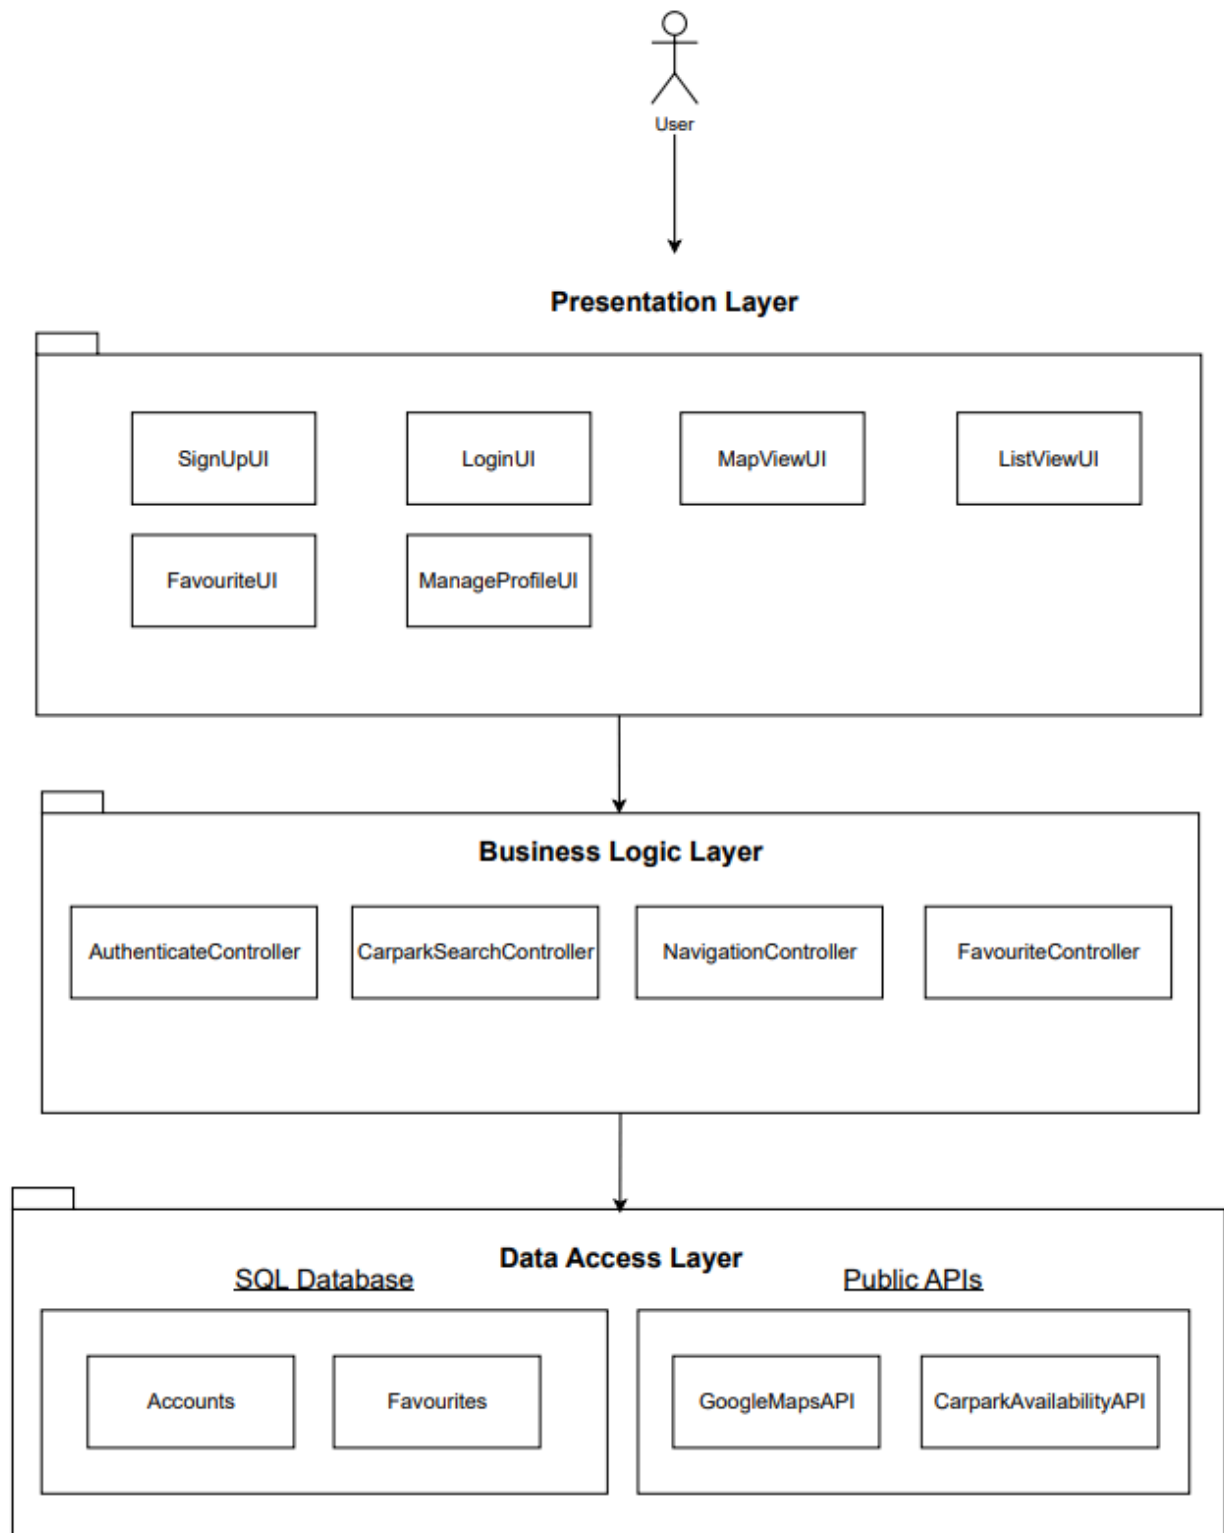 User
Presentation Layer
SignUpUI
LoginUI
MapViewUI
ListViewUI
FavouriteUI
ManageProfileUI
Business Logic Layer
AuthenticateController
CarparkSearchController
NavigationController
FavouriteController
Data Access Layer
SQL Database
Public APIs
Accounts
Favourites
GoogleMapsAPI
CarparkAvailabilityAPI